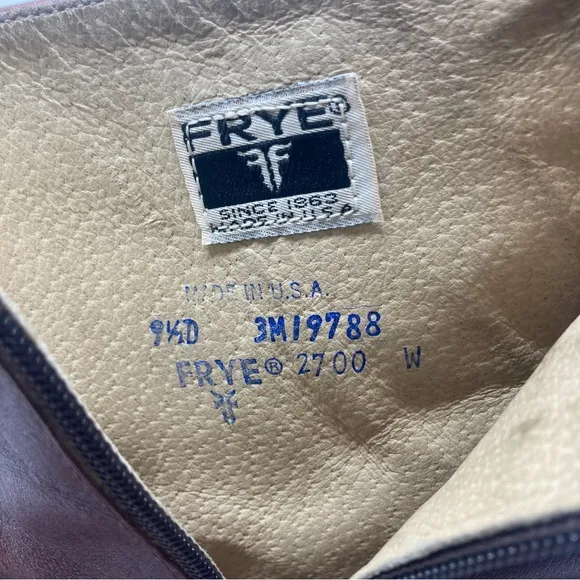 FRYE®
SINCE 1863
MADE IN U.S.A
MADE IN U.S.A.
9½D 3M19788
FRYE® 2700 W